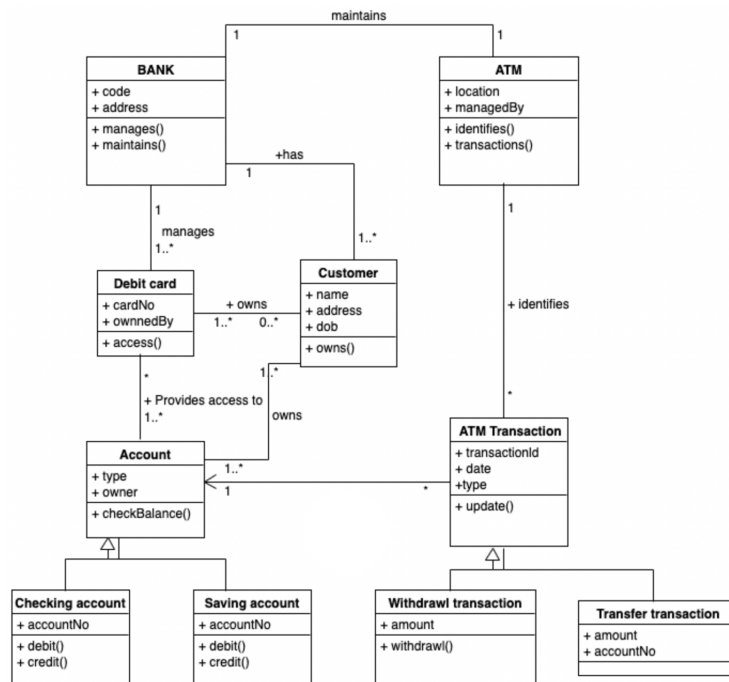 maintains
1
1
BANK
+ code
+ address
+ manages()
+ maintains()
ATM
+ location
+ managedBy
+ identifies()
+ transactions()
+has
1
1..*
1
manages
1..*
1
+ identifies
*
Debit card
+ cardNo
+ ownnedBy
+ access()
+ owns
1..*
0..*
Customer
+ name
+ address
+ dob
+ owns()
*
+ Provides access to
1..*
1..*
owns
1..*
Account
+ type
+ owner
+ checkBalance()
1
*
ATM Transaction
+ transactionId
+ date
+type
+ update()
Checking account
+ accountNo
+ debit()
+ credit()
Saving account
+ accountNo
+ debit()
+ credit()
Withdrawl transaction
+ amount
+ withdrawl()
Transfer transaction
+ amount
+ accountNo